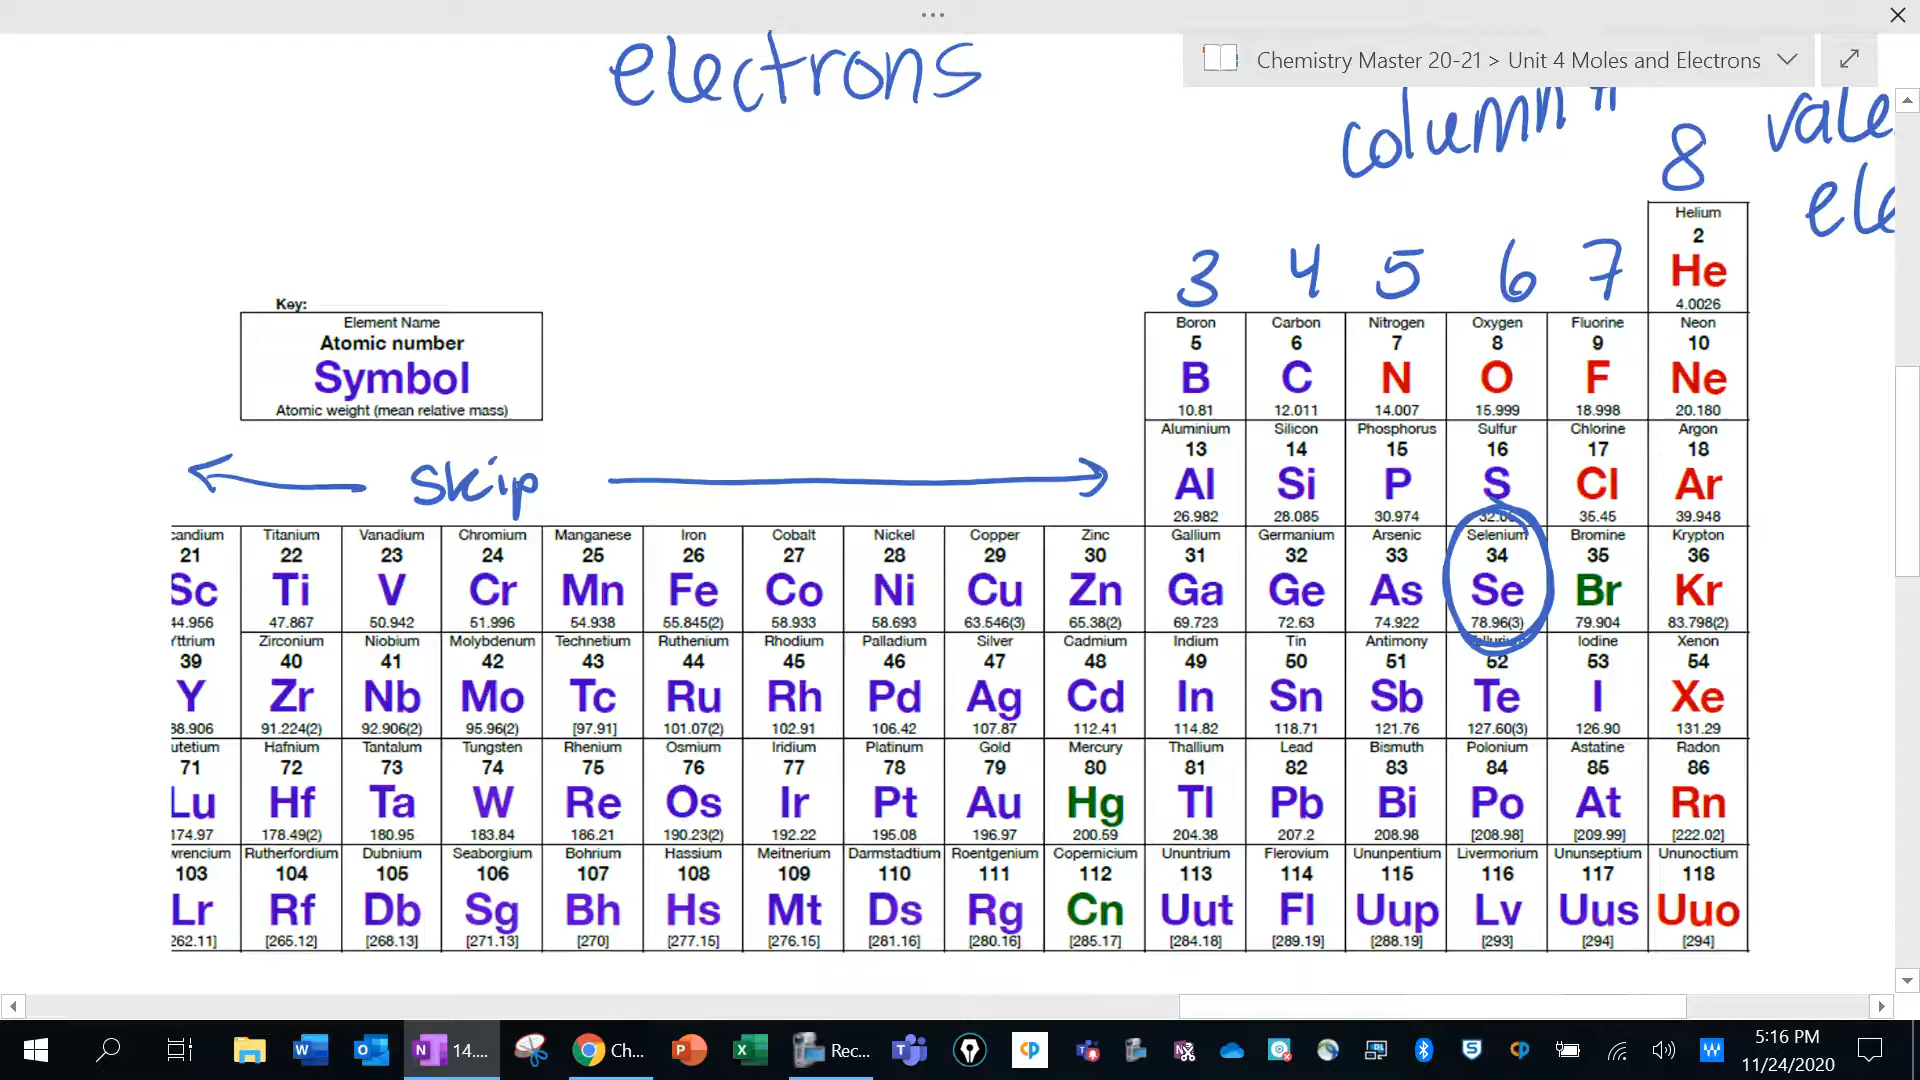 electrons
Chemistry Master 20-21 > Unit 4 Moles and Electrons
column #
8
3 4 5 6 7
Key:
Element Name
Atomic number
Symbol
Atomic weight (mean relative mass)
skip
Helium
2
He
4.0026
Boron Carbon Nitrogen Oxygen Fluorine Neon
5 6 7 8 9 10
B C N O F Ne
10.81 12.011 14.007 15.999 18.998 20.180
Aluminium Silicon Phosphorus Sulfur Chlorine Argon
13 14 15 16 17 18
Al Si P S Cl Ar
26.982 28.085 30.974 35.45 39.948
Titanium Vanadium Chromium Manganese Iron Cobalt Nickel Copper Zinc Gallium Germanium Arsenic Selenium Bromine Krypton
21 22 23 24 25 26 27 28 29 30 31 32 33 34 35 36
Sc Ti V Cr Mn Fe Co Ni Cu Zn Ga Ge As Se Br Kr
44.956 47.867 50.942 51.996 54.938 55.845(2) 58.933 58.693 63.546(3) 65.38(2) 69.723 72.63 74.922 78.96(3) 79.904 83.798(2)
Zirconium Niobium Molybdenum Technetium Ruthenium Rhodium Palladium Silver Cadmium Indium Tin Antimony Tellurium Iodine Xenon
39 40 41 42 43 44 45 46 47 48 49 50 51 52 53 54
Y Zr Nb Mo Tc Ru Rh Pd Ag Cd In Sn Sb Te I Xe
91.224(2) 92.906(2) 95.96(2) [97.91] 101.07(2) 102.91 106.42 107.87 112.41 114.82 118.71 121.76 127.60(3) 126.90 131.29
Hafnium Tantalum Tungsten Rhenium Osmium Iridium Platinum Gold Mercury Thallium Lead Bismuth Polonium Astatine Radon
71 72 73 74 75 76 77 78 79 80 81 82 83 84 85 86
Lu Hf Ta W Re Os Ir Pt Au Hg Tl Pb Bi Po At Rn
174.97 178.49(2) 180.95 183.84 186.21 190.23(2) 192.22 195.08 196.97 200.59 204.38 207.2 208.98 [208.98] [209.99] [222.02]
Rutherfordium Dubnium Seaborgium Bohrium Hassium Meitnerium Darmstadtium Roentgenium Copernicium Ununtrium Flerovium Ununpentium Livermorium Ununseptium Ununoctium
103 104 105 106 107 108 109 110 111 112 113 114 115 116 117 118
Lr Rf Db Sg Bh Hs Mt Ds Rg Cn Uut Fl Uup Lv Uus Uuo
262.11] [265.12] [268.13] [271.13] [270] [277.15] [276.15] [281.16] [280.16] [285.17] [284.18] [289.19] [288.19] [293] [294] [294]
14.... Ch... Rec...
5:16 PM
11/24/2020